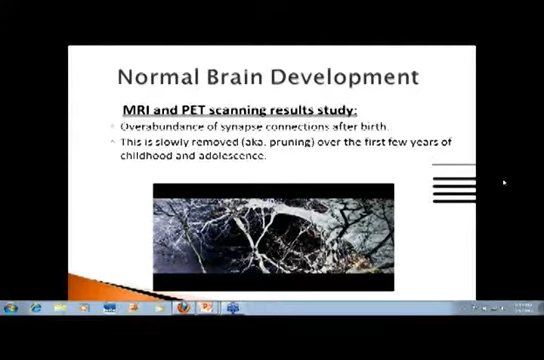 Normal Brain Development
MRI and PET scanning results study:
Overabundance of synapse connections after birth.
This is slowly removed (aka. pruning) over the first few years of
childhood and adolescence.